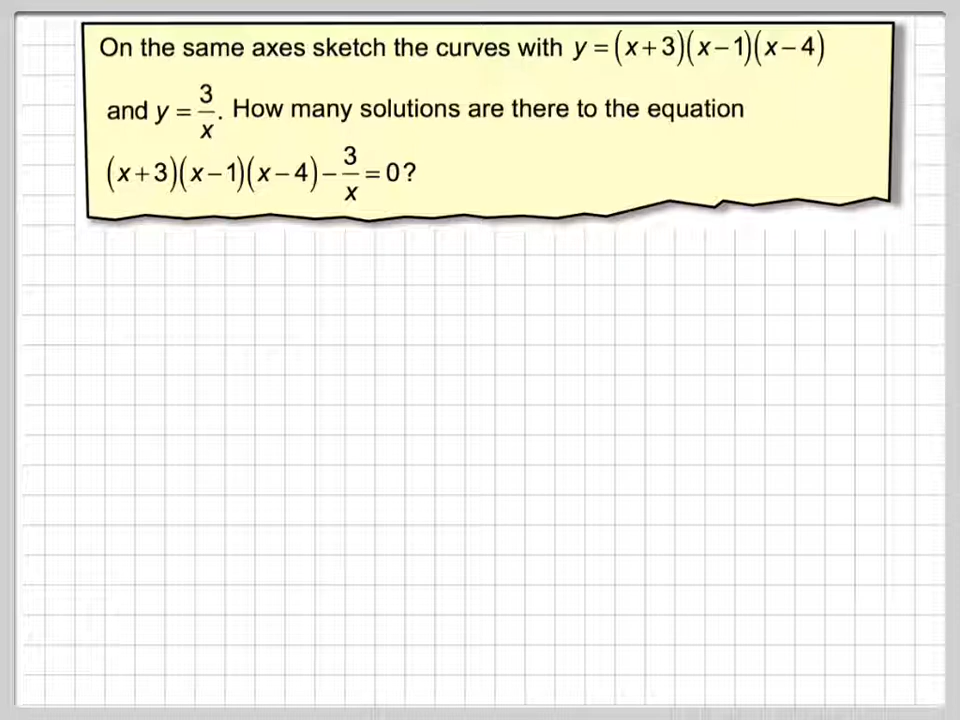 On the same axes sketch the curves with y = (x+3)(x−1)(x−4)
and y = 3/x. How many solutions are there to the equation
(x+3)(x−1)(x−4) − 3/x = 0?